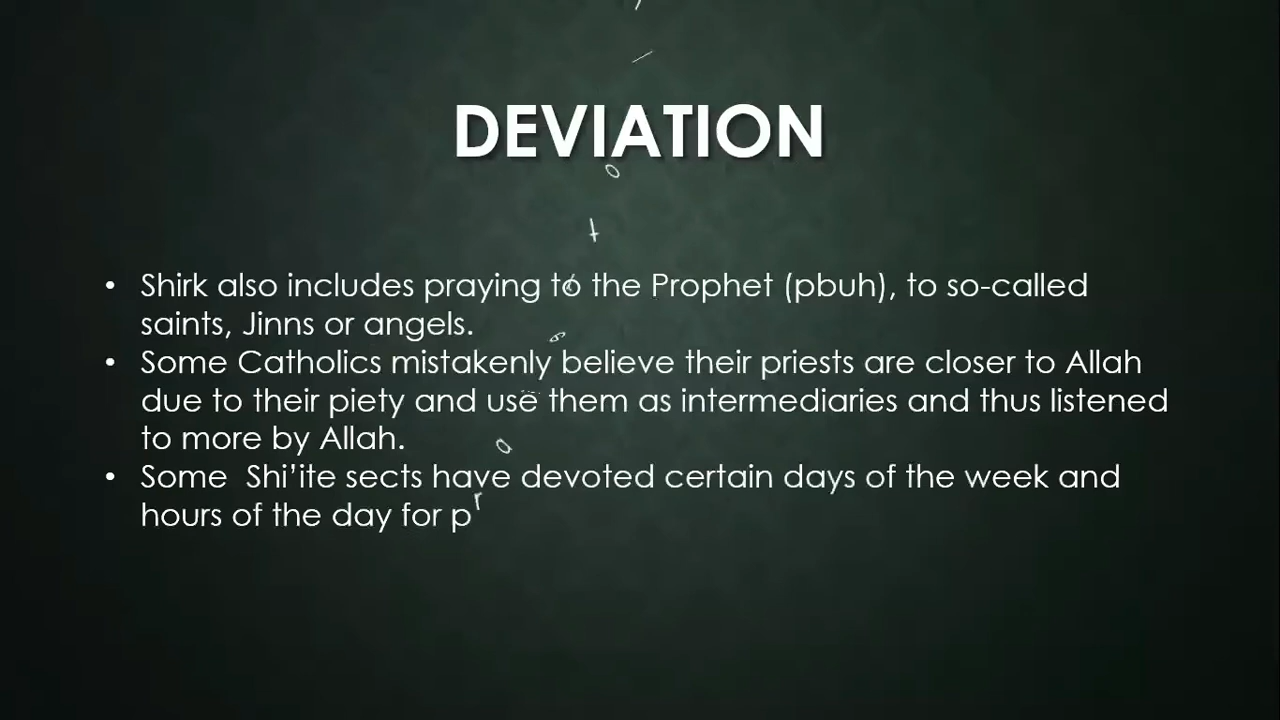 DEVIATION
• Shirk also includes praying to the Prophet (pbuh), to so-called
saints, Jinns or angels.
• Some Catholics mistakenly believe their priests are closer to Allah
due to their piety and use them as intermediaries and thus listened
to more by Allah.
• Some Shi’ite sects have devoted certain days of the week and
hours of the day for p